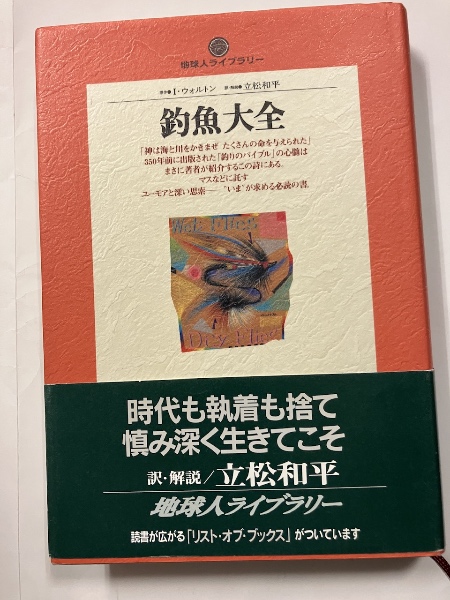 地球人ライブラリー
原作●I・ウォルトン 訳・解説●立松和平
釣魚大全
「神は海と川をかきまぜ たくさんの命を与えられた」
350年前に出版された「釣りのバイブル」の心髄は
まさに著者が紹介するこの詩にある。
マスなどに託す
ユーモアと深い思索── “いま”が求める必読の書。
Wet Flies
Dry Flies
時代も執着も捨て
慎み深く生きてこそ
訳・解説/立松和平
地球人ライブラリー
読書が広がる「リスト・オブ・ブックス」がついています